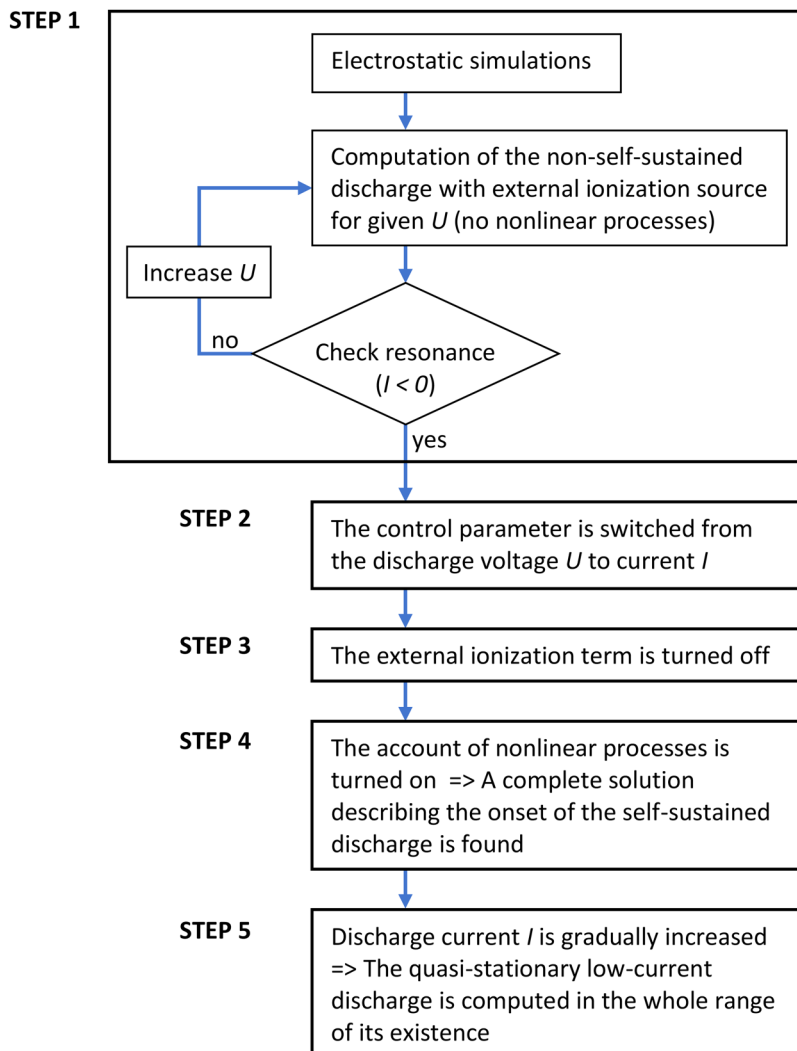 STEP 1
Electrostatic simulations
Computation of the non-self-sustained
discharge with external ionization source
for given U (no nonlinear processes)
Increase U
no
Check resonance
(I < 0)
yes
STEP 2
The control parameter is switched from
the discharge voltage U to current I
STEP 3
The external ionization term is turned off
STEP 4
The account of nonlinear processes is
turned on => A complete solution
describing the onset of the self-sustained
discharge is found
STEP 5
Discharge current I is gradually increased
=> The quasi-stationary low-current
discharge is computed in the whole range
of its existence